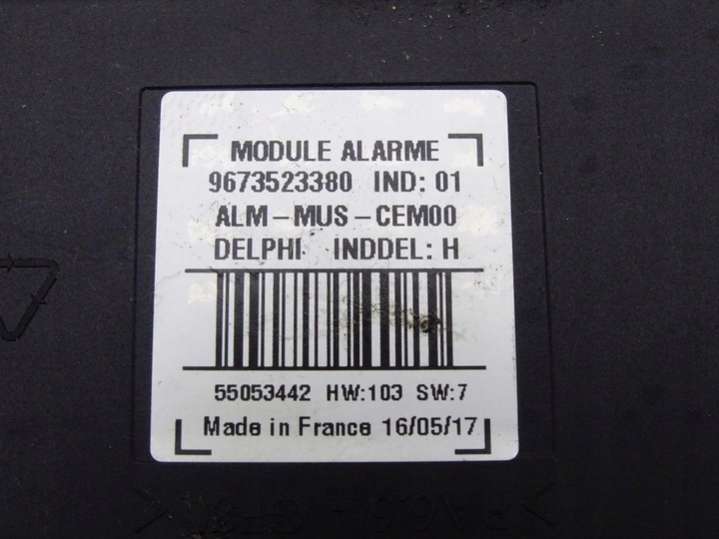 MODULE ALARME
9673523380 IND: 01
ALM-MUS-CEM00
DELPHI INDDEL: H
55053442 HW:103 SW:7
Made in France 16/05/17